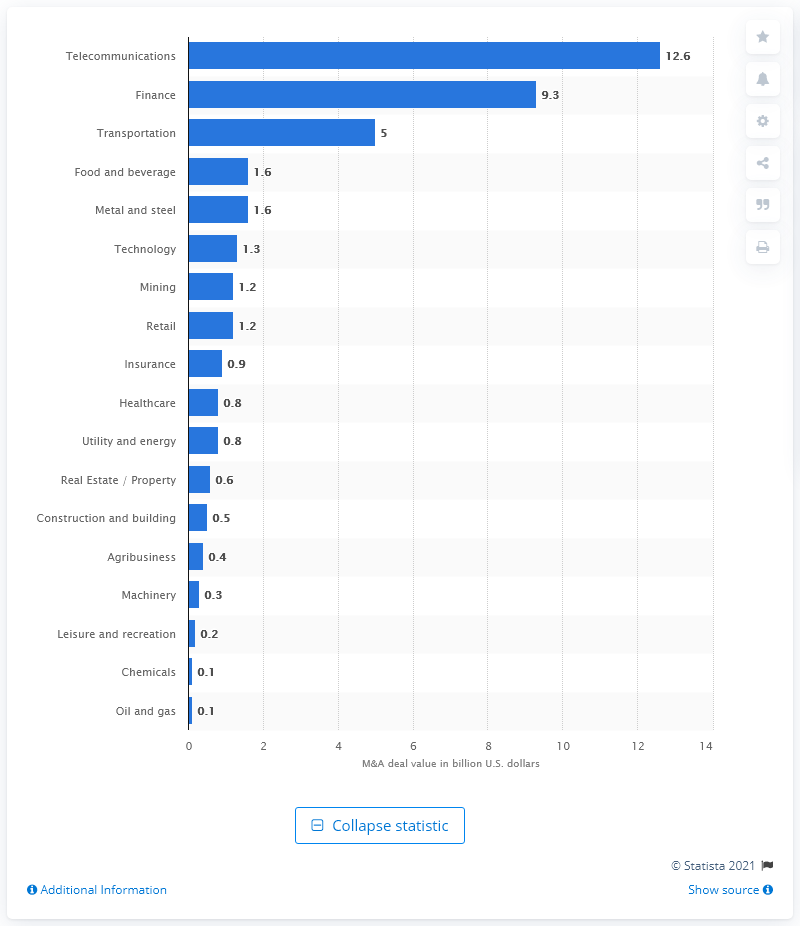 Telecommunications 12.6
Finance 9.3
Transportation 5
Food and beverage 1.6
Metal and steel 1.6
Technology 1.3
Mining 1.2
Retail 1.2
Insurance 0.9
Healthcare 0.8
Utility and energy 0.8
Real Estate / Property 0.6
Construction and building 0.5
Agribusiness 0.4
Machinery 0.3
Leisure and recreation 0.2
Chemicals 0.1
Oil and gas 0.1
0 2 4 6 8 10 12 14
M&A deal value in billion U.S. dollars
Collapse statistic
© Statista 2021
Additional Information Show source